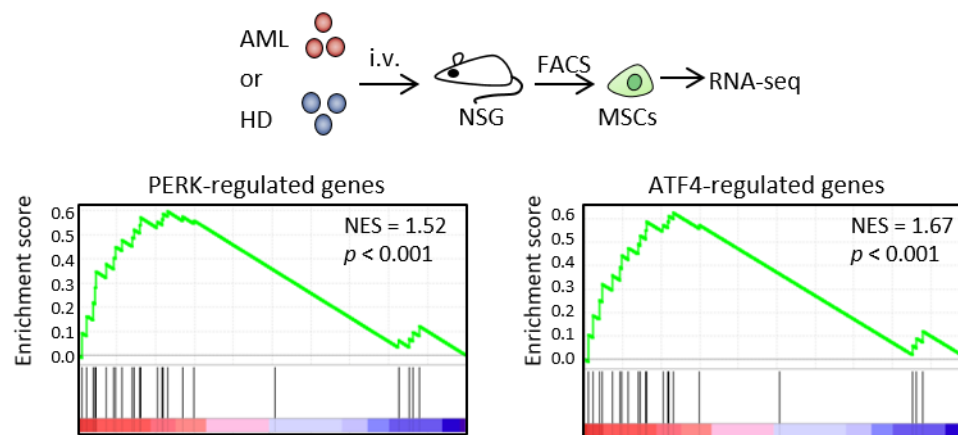 AML
or
HD
i.v.
NSG
FACS
MSCs
RNA-seq
PERK-regulated genes
Enrichment score
0.6
0.5
0.4
0.3
0.2
0.1
0.0
NES = 1.52
p < 0.001
ATF4-regulated genes
Enrichment score
0.6
0.5
0.4
0.3
0.2
0.1
0.0
NES = 1.67
p < 0.001